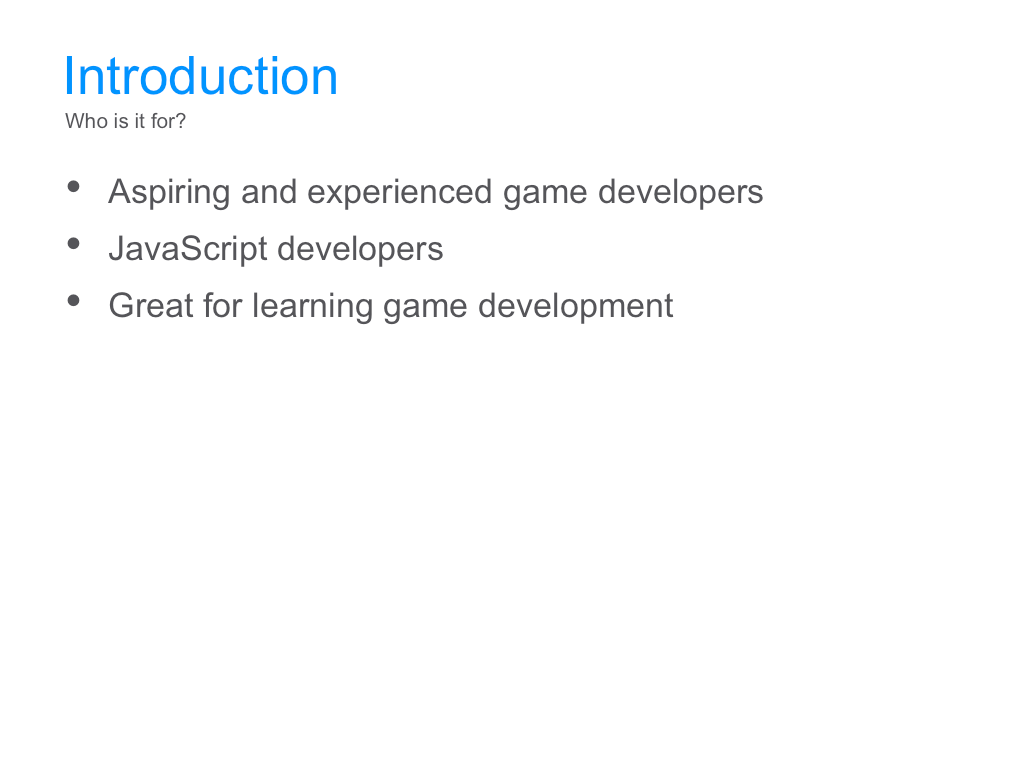 Introduction
Who is it for?
• Aspiring and experienced game developers
• JavaScript developers
• Great for learning game development